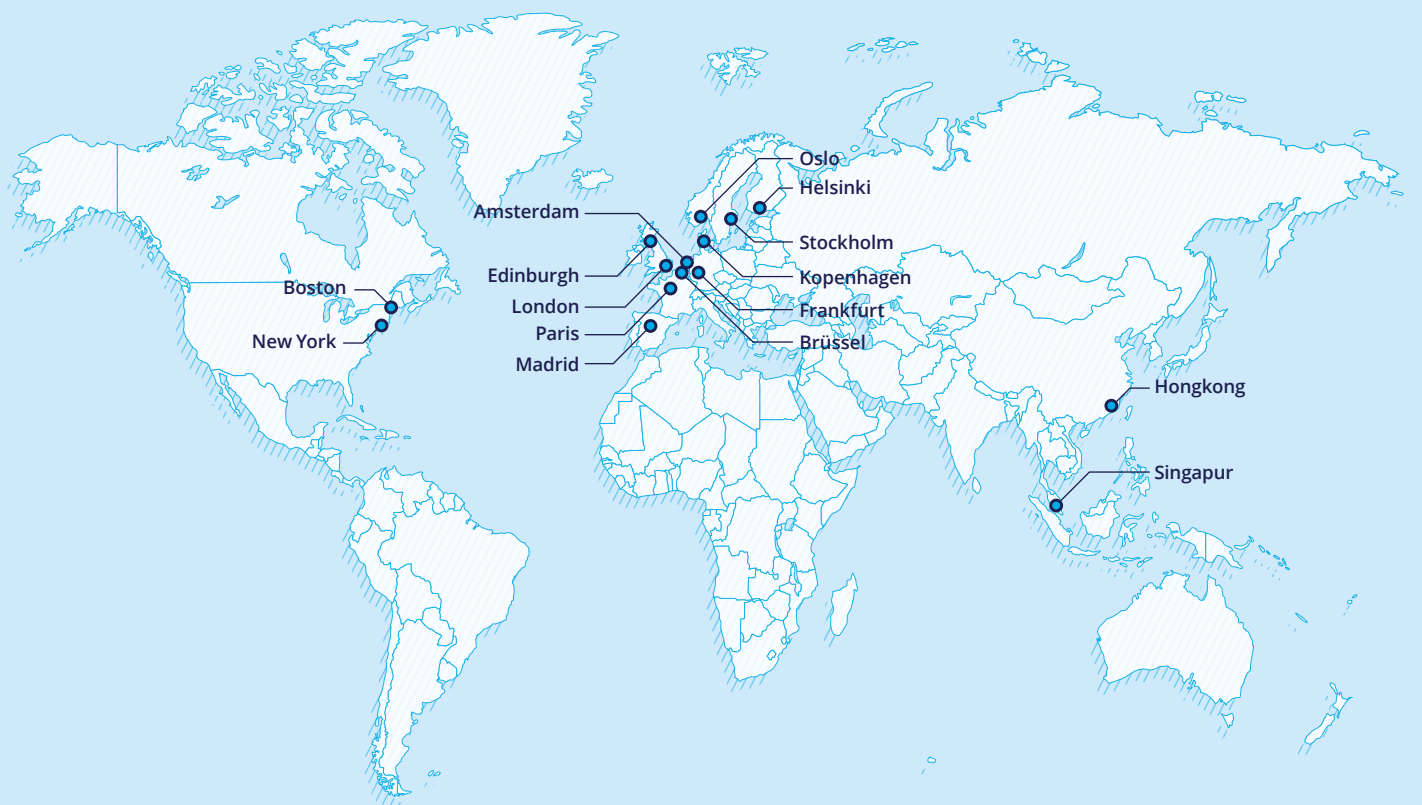 Oslo
Helsinki
Amsterdam
Stockholm
Edinburgh
Kopenhagen
Boston
London
Frankfurt
Paris
New York
Brüssel
Madrid
Hongkong
Singapur